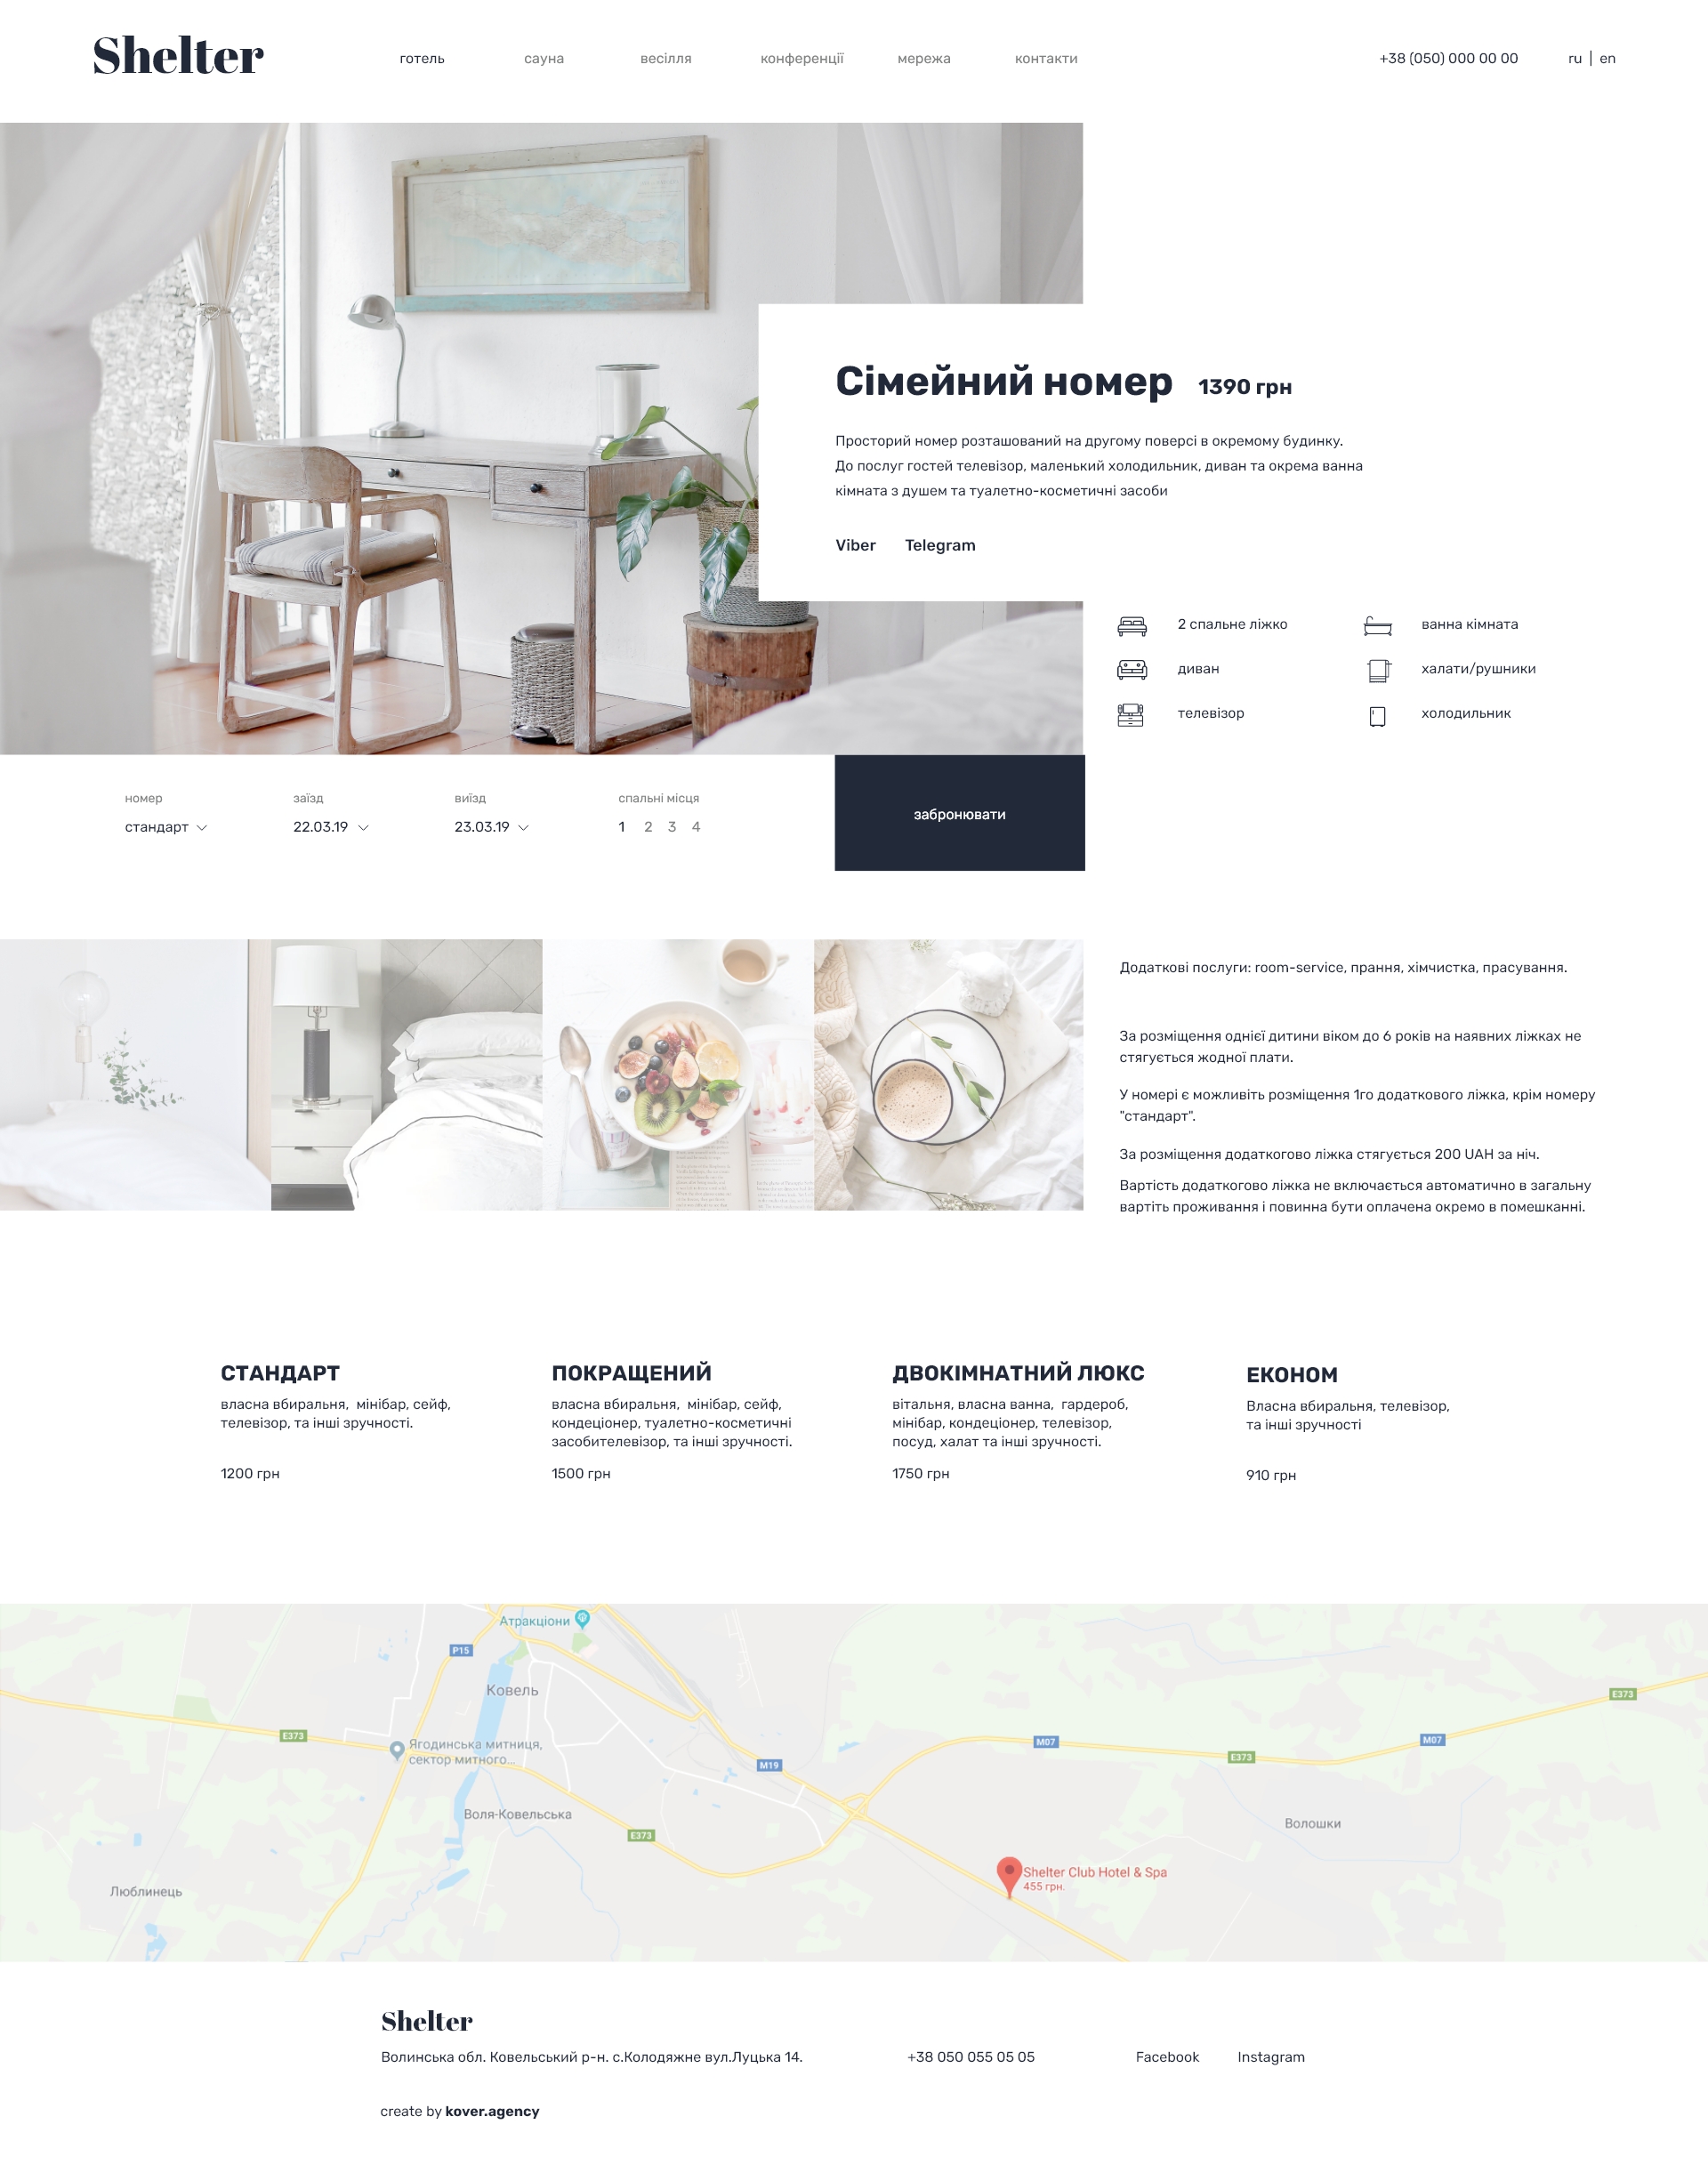 Shelter
готель
сауна
весілля
конференції
мережа
контакти
+38 (050) 000 00 00
ru | en
Сімейний номер
1390 грн
Просторий номер розташований на другому поверсі в окремому будинку.
До послуг гостей телевізор, маленький холодильник, диван та окрема ванна
кімната з душем та туалетно-косметичні засоби
Viber
Telegram
2 спальне ліжко
ванна кімната
диван
халати/рушники
телевізор
холодильник
номер
заїзд
виїзд
спальні місця
стандарт
22.03.19
23.03.19
1 2 3 4
забронювати
Додаткові послуги: room-service, прання, хімчистка, прасування.
За розміщення однієї дитини віком до 6 років на наявних ліжках не
стягується жодної плати.
У номері є можливіть розміщення 1го додаткового ліжка, крім номеру
"стандарт".
За розміщення додаткогово ліжка стягується 200 UAH за ніч.
Вартість додаткогово ліжка не включається автоматично в загальну
вартіть проживання і повинна бути оплачена окремо в помешканні.
СТАНДАРТ
власна вбиральня, мінібар, сейф,
телевізор, та інші зручності.
1200 грн
ПОКРАЩЕНИЙ
власна вбиральня, мінібар, сейф,
кондеціонер, туалетно-косметичні
засобителевізор, та інші зручності.
1500 грн
ДВОКІМНАТНИЙ ЛЮКС
вітальня, власна ванна, гардероб,
мінібар, кондеціонер, телевізор,
посуд, халат та інші зручності.
1750 грн
ЕКОНОМ
Власна вбиральня, телевізор,
та інші зручності
910 грн
Атракціони
P15
Ковель
E373
E373
Ягодинська митниця,
сектор митного...
M07
M07
E373
M19
Воля-Ковельська
E373
Волошки
Shelter Club Hotel & Spa
455 грн.
Люблинець
Shelter
Волинська обл. Ковельський р-н. с.Колодяжне вул.Луцька 14.
+38 050 055 05 05
Facebook
Instagram
create by kover.agency